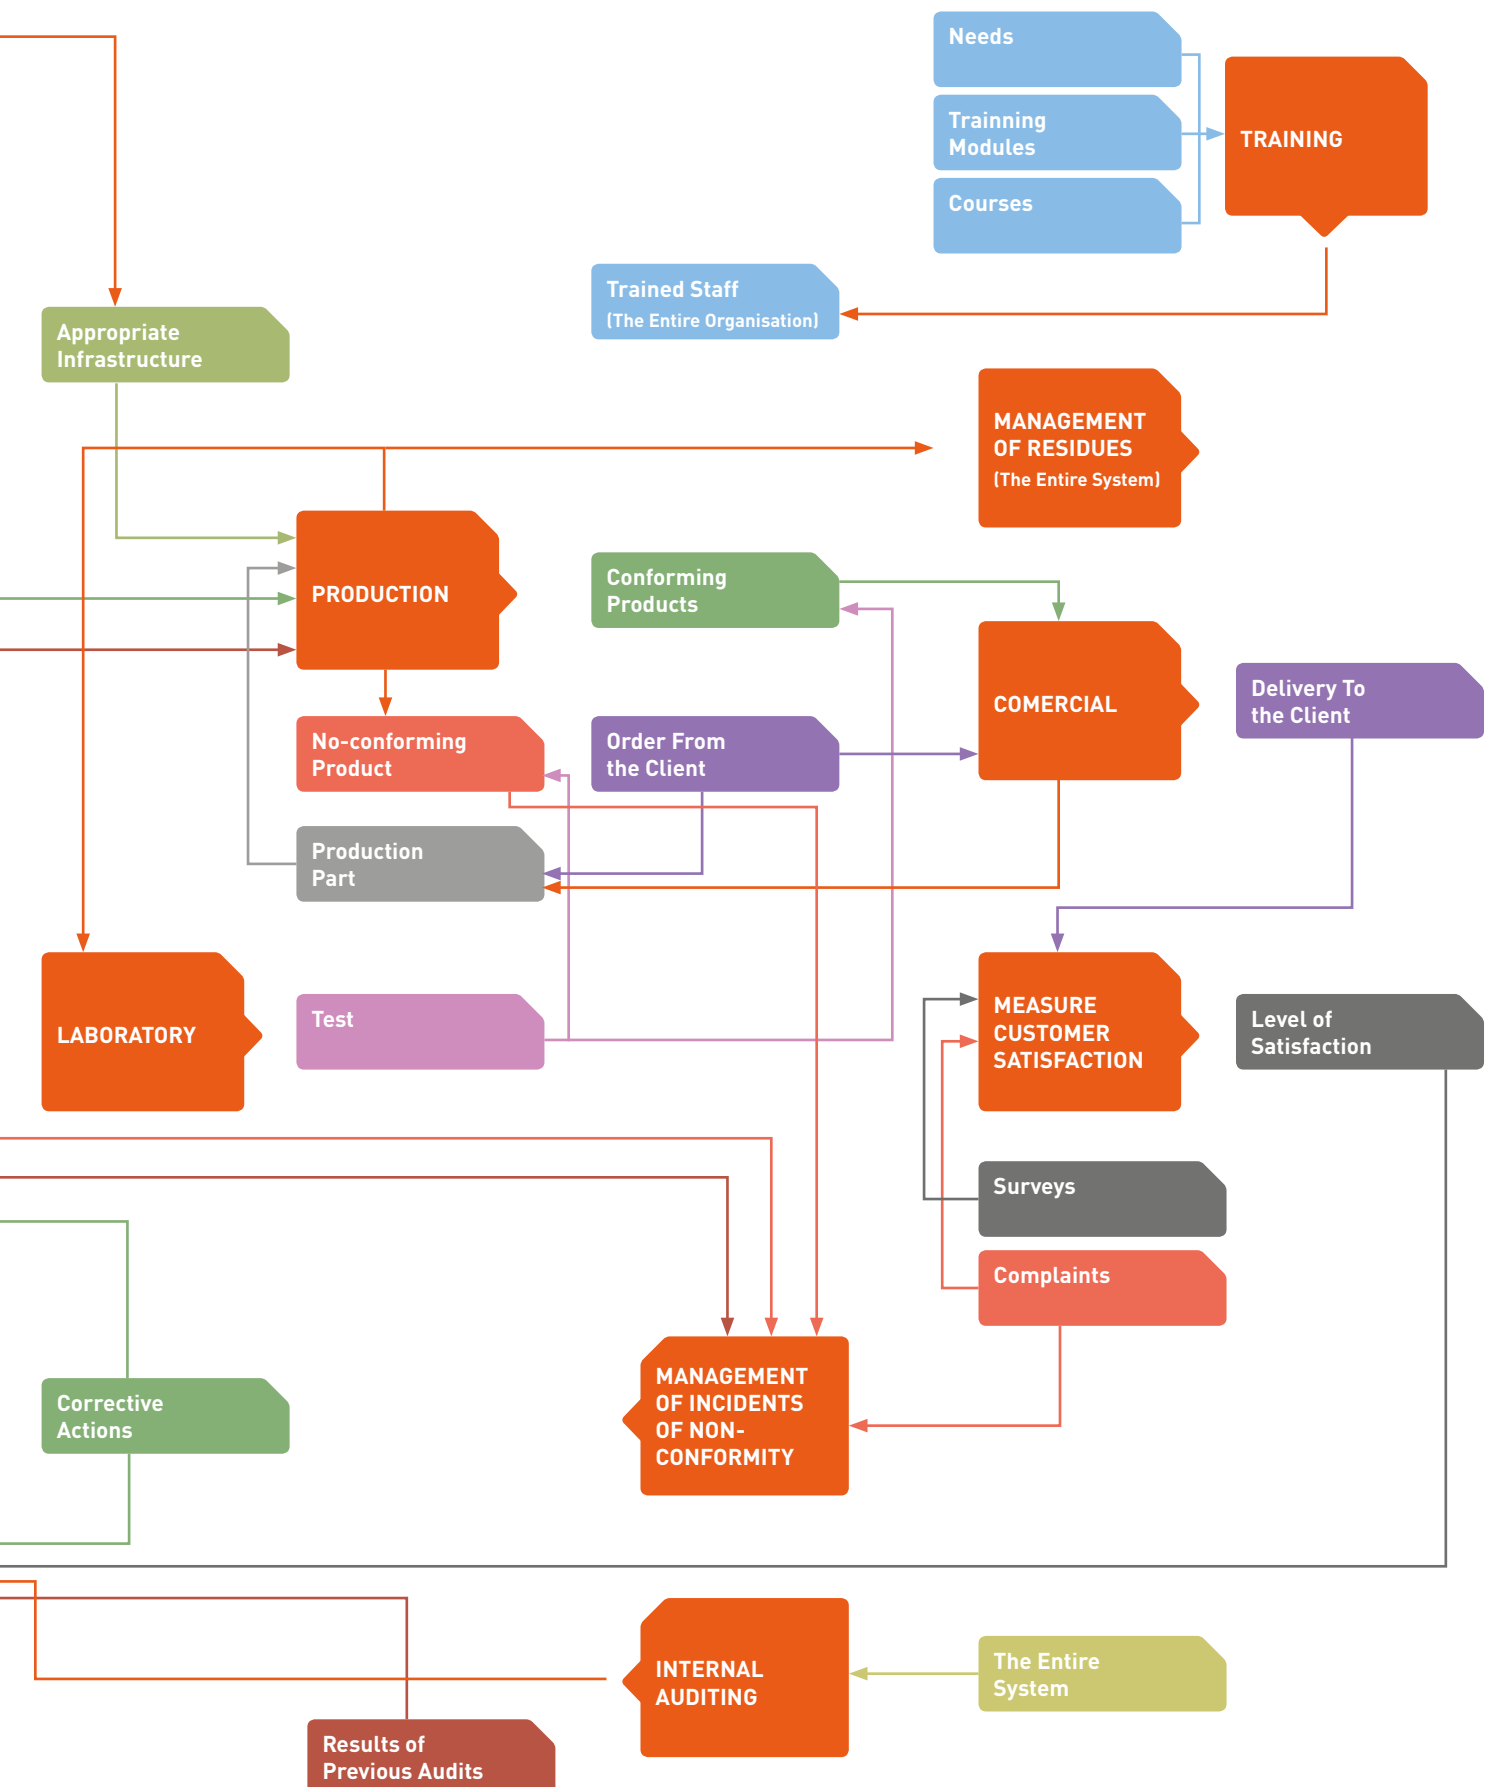 Needs
Trainning
Modules
Courses
TRAINING
Trained Staff
(The Entire Organisation)
Appropriate
Infrastructure
MANAGEMENT
OF RESIDUES
(The Entire System)
PRODUCTION
Conforming
Products
COMERCIAL
Delivery To
the Client
No-conforming
Product
Order From
the Client
Production
Part
LABORATORY
Test
MEASURE
CUSTOMER
SATISFACTION
Level of
Satisfaction
Surveys
Complaints
MANAGEMENT
OF INCIDENTS
OF NON-
CONFORMITY
Corrective
Actions
INTERNAL
AUDITING
The Entire
System
Results of
Previous Audits